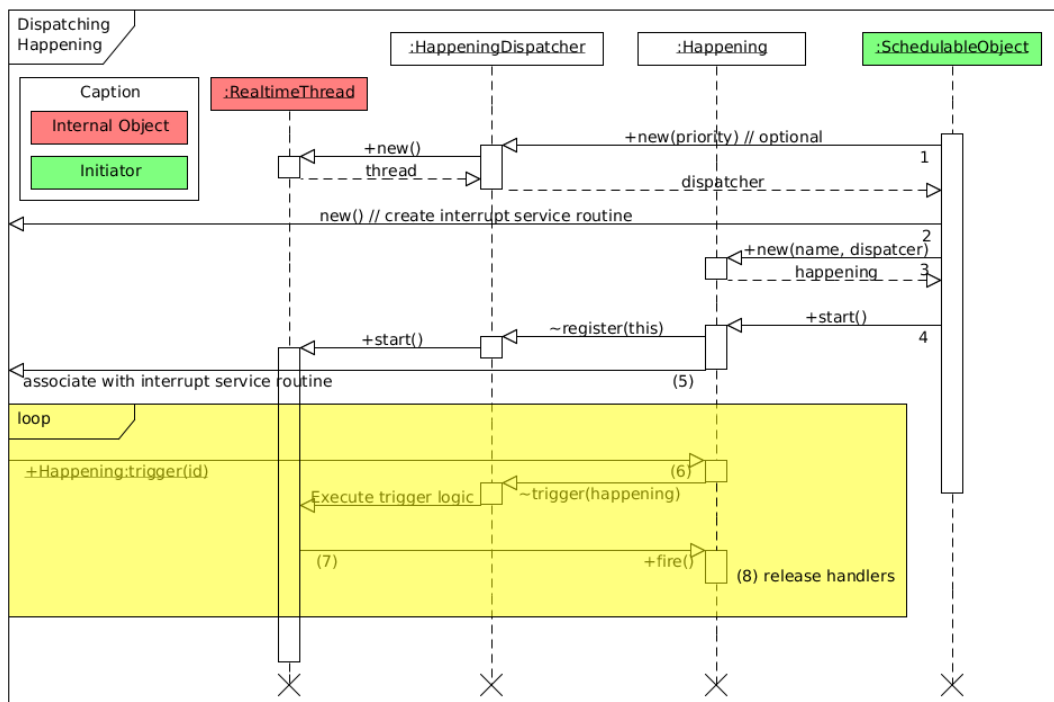 Dispatching
Happening
:HappeningDispatcher
:Happening
:SchedulableObject
Caption
:RealtimeThread
Internal Object
Initiator
+new(priority) // optional
1
+new()
thread
dispatcher
new() // create interrupt service routine
2
+new(name, dispatcer)
3
happening
+start()
~register(this)
+start()
4
associate with interrupt service routine
(5)
loop
+Happening:trigger(id)
(6)
~trigger(happening)
Execute trigger logic
(7)
+fire()
(8) release handlers